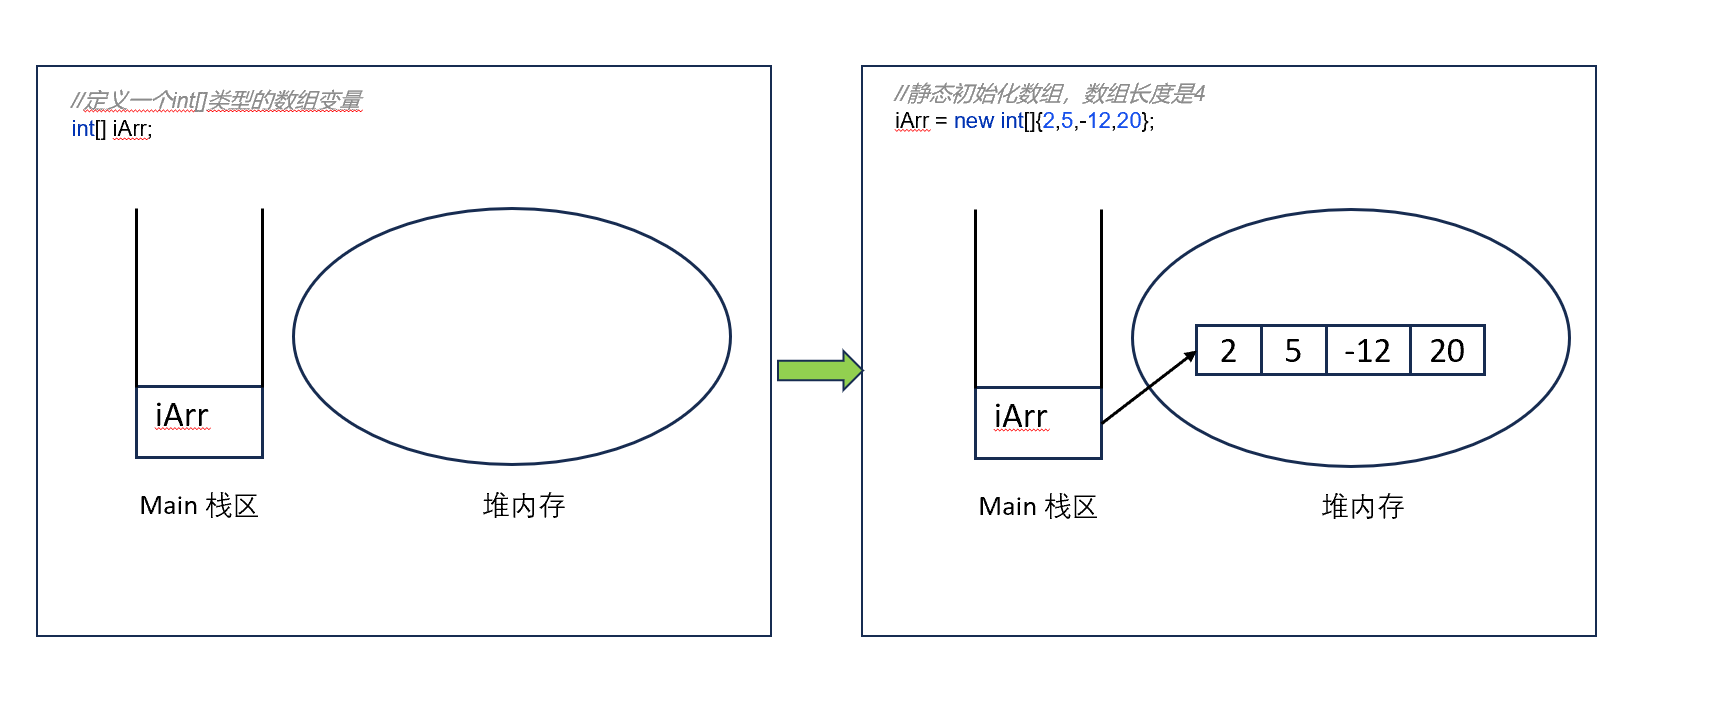 //定义一个int[]类型的数组变量
int[] iArr;
iArr
Main 栈区
堆内存
//静态初始化数组，数组长度是4
iArr = new int[]{2,5,-12,20};
2 5 -12 20
iArr
Main 栈区
堆内存